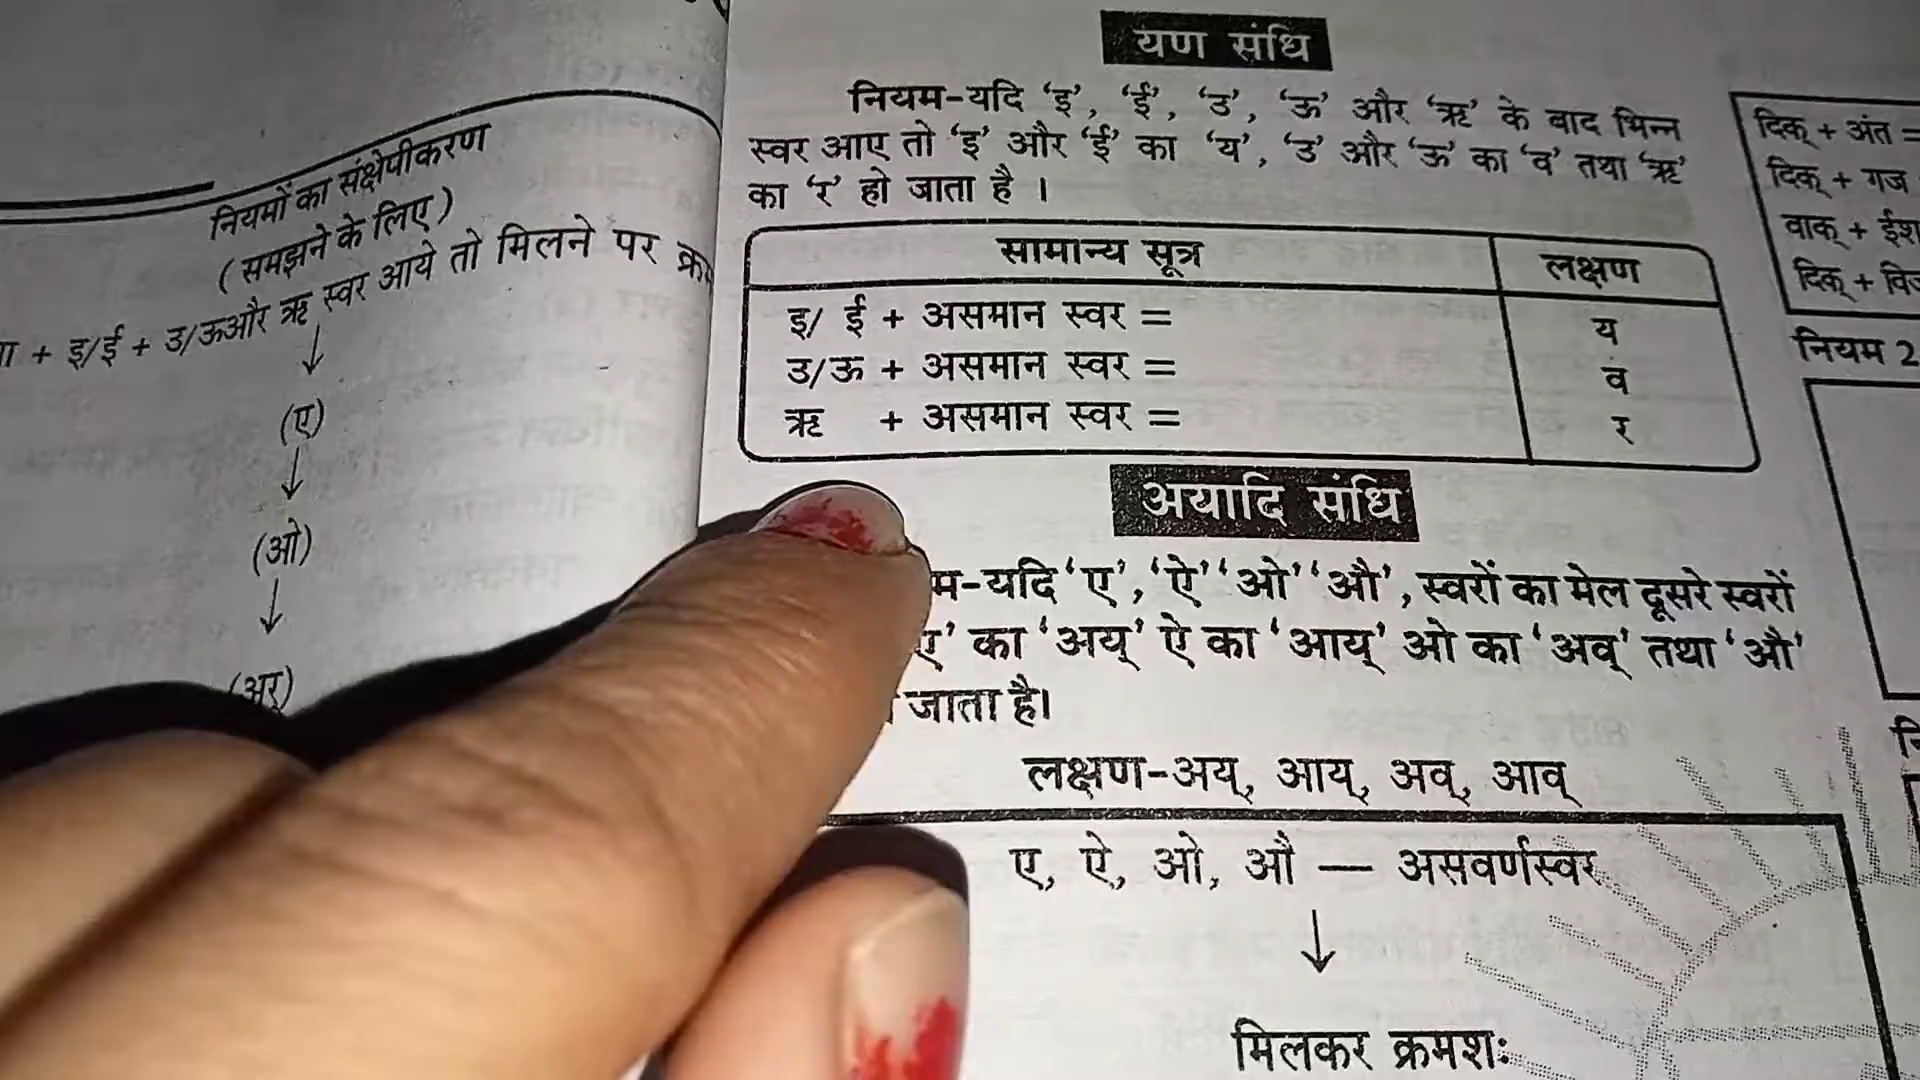 नियमों का संक्षेपीकरण
(समझने के लिए)
+ इ/ई + उ/ऊऔर ऋ स्वर आये तो मिलने पर
(ए)
(ओ)
(अर्)
यण संधि
नियम-यदि ‘इ’, ‘ई’, ‘उ’, ‘ऊ’ और ‘ऋ’ के बाद भिन्न
स्वर आए तो ‘इ’ और ‘ई’ का ‘य’, ‘उ’ और ‘ऊ’ का ‘व’ तथा ‘ऋ’
का ‘र’ हो जाता है ।
सामान्य सूत्र लक्षण
इ/ ई + असमान स्वर = य
उ/ऊ + असमान स्वर = व
ऋ + असमान स्वर = र
अयादि संधि
यदि ‘ए’, ‘ऐ’ ‘ओ’ ‘औ’, स्वरों का मेल दूसरे स्वरों
ए’ का ‘अय्’ ऐ का ‘आय्’ ओ का ‘अव्’ तथा ‘औ’
जाता है।
लक्षण-अय्, आय्, अव्, आव्
ए, ऐ, ओ, औ — असवर्णस्वर
मिलकर क्रमशः
दिक् + अंत =
दिक् + गज
वाक् + ईश
दिक् +
नियम 2